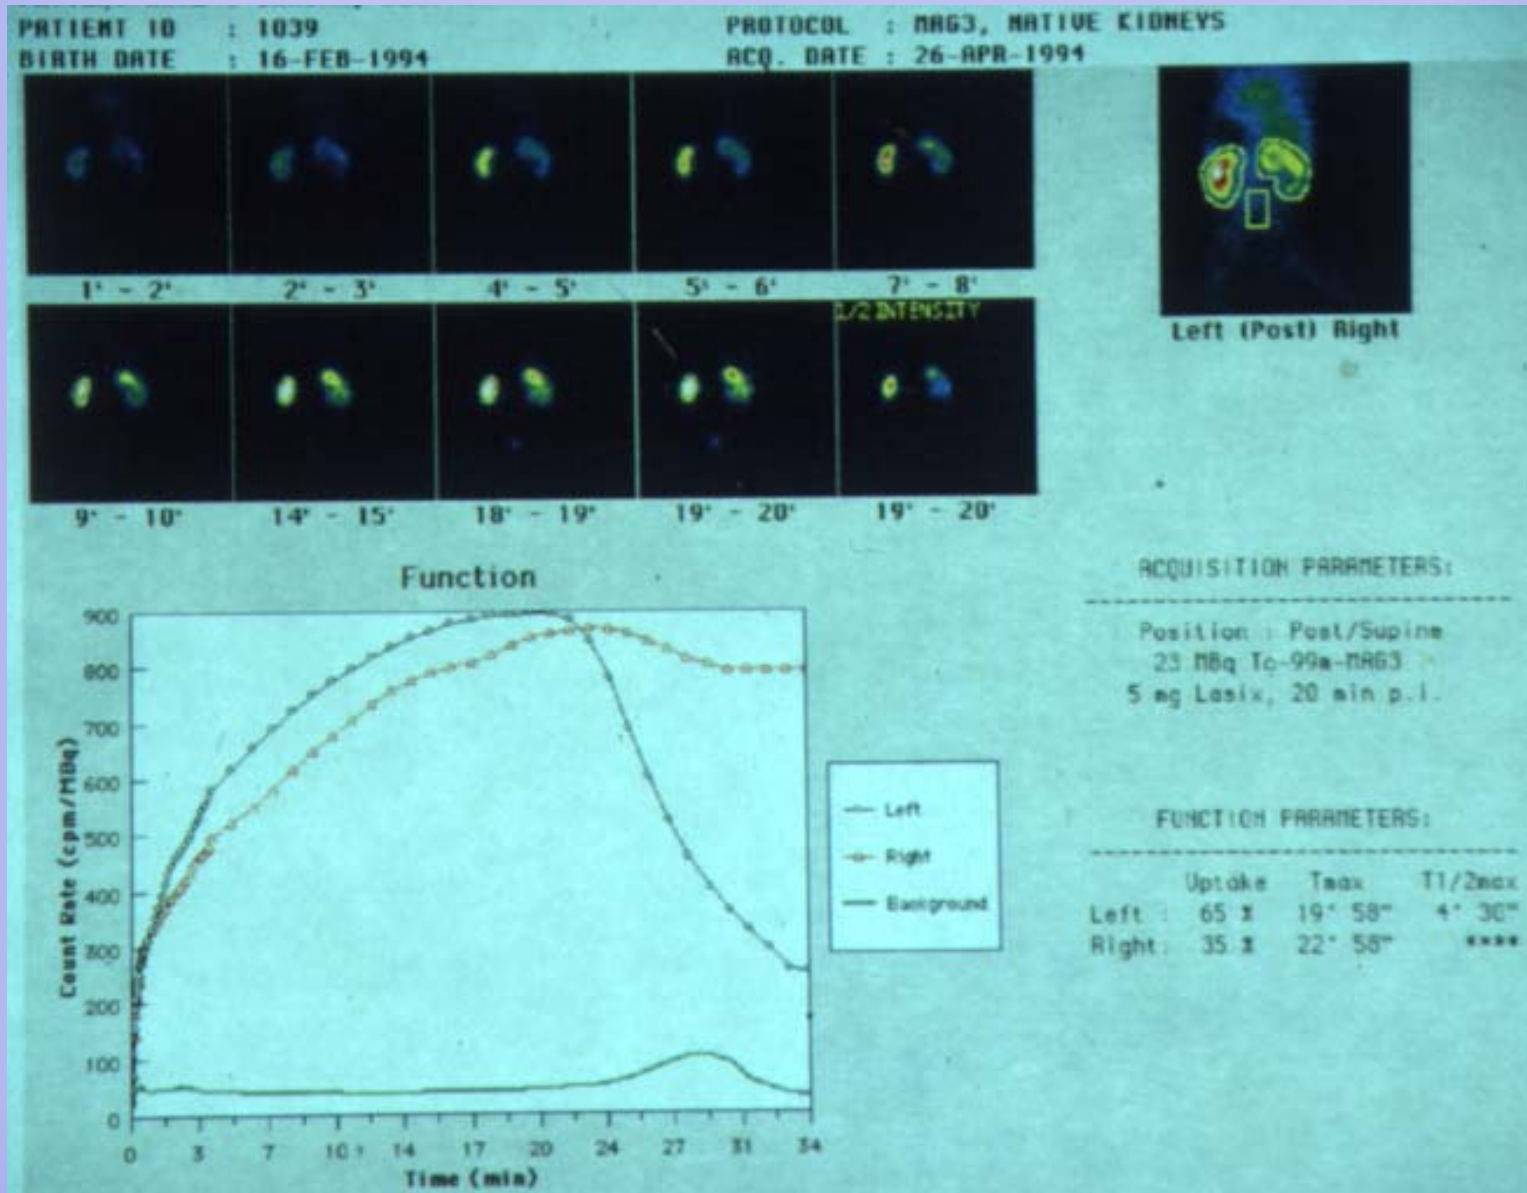 PATIENT ID : 1039
PROTOCOL : MAG3, NATIVE KIDNEYS
BIRTH DATE : 16-FEB-1994
ACQ. DATE : 26-APR-1994
1' - 2'
2' - 3'
4' - 5'
5' - 6'
7' - 8'
1/2 INTENSITY
Left (Post) Right
9' - 10'
14' - 15'
18' - 19'
19' - 20'
19' - 20'
Function
900
800
700
600
500
400
300
200
100
0
Count Rate (cpm/MBq)
0 3 7 10 14 17 20 24 27 31 34
Time (min)
Left
Right
Background
ACQUISITION PARAMETERS:
Position : Post/Supine
23 MBq Tc-99m-MAG3
5 mg Lasix, 20 min p.i.
FUNCTION PARAMETERS:
Uptake Tmax T1/2max
Left : 65 % 19' 58" 4' 30"
Right: 35 % 22' 58" ****